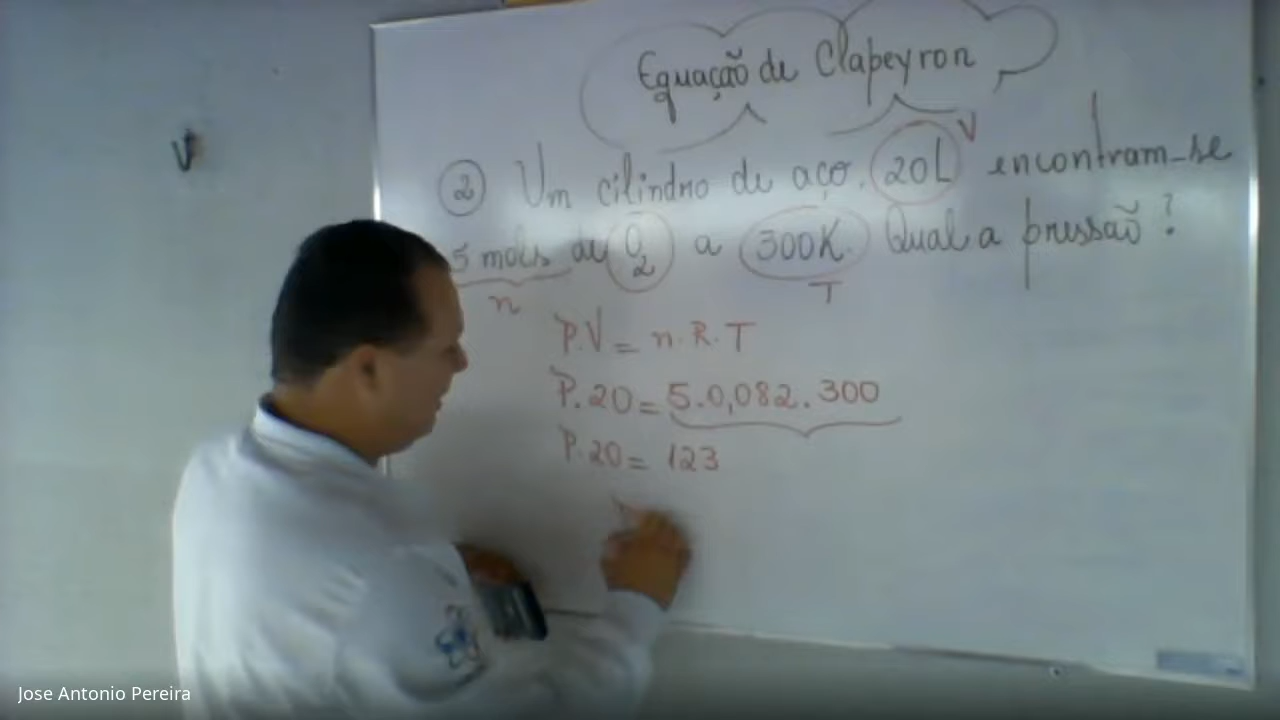 V
Equação de Clapeyron
② Um cilindro de aço, 20L encontram-se
V
5 mols de O₂ a 300K. Qual a pressão?
n T
P.V = n.R.T
P.20 = 5.0,082.300
P.20 = 123
Jose Antonio Pereira